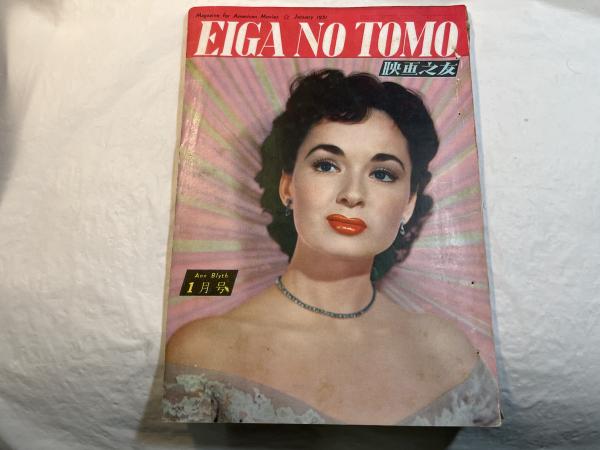 Magazine for American Movies ☆ January 1951
EIGA NO TOMO
映画之友
Ann Blyth
1月号